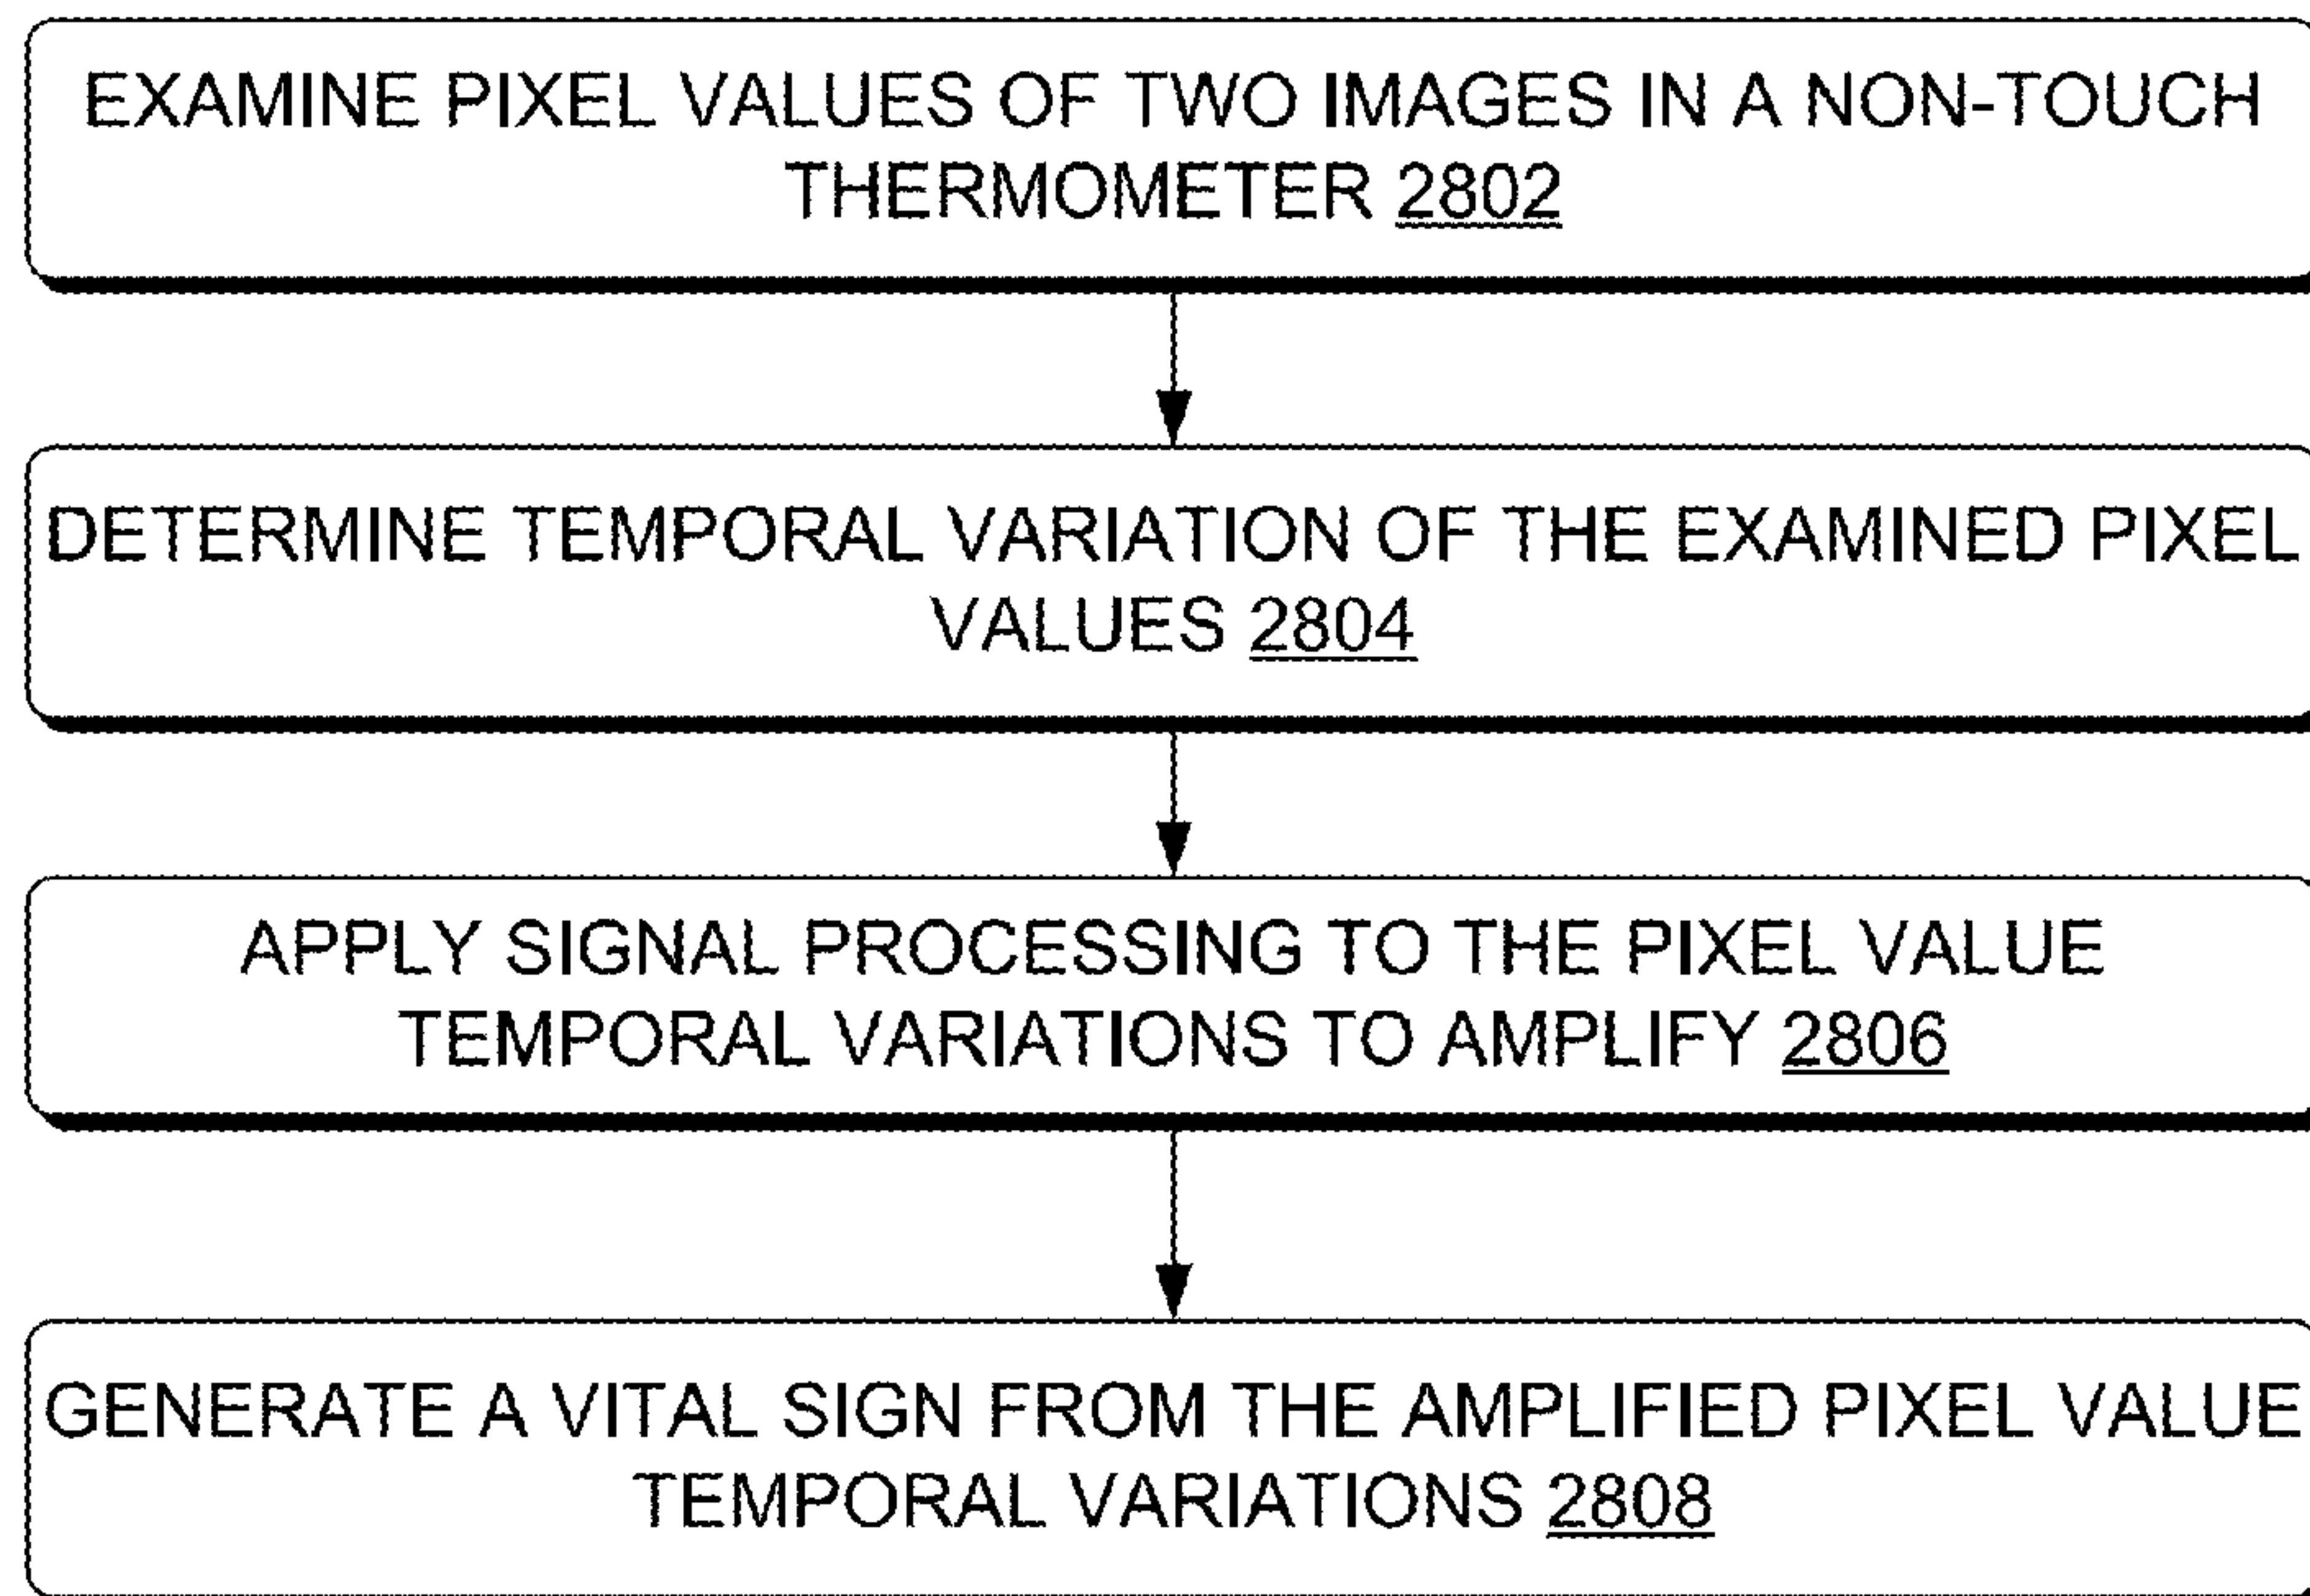 EXAMINE PIXEL VALUES OF TWO IMAGES IN A NON-TOUCH
THERMOMETER 2802
DETERMINE TEMPORAL VARIATION OF THE EXAMINED PIXEL
VALUES 2804
APPLY SIGNAL PROCESSING TO THE PIXEL VALUE
TEMPORAL VARIATIONS TO AMPLIFY 2806
GENERATE A VITAL SIGN FROM THE AMPLIFIED PIXEL VALUE
TEMPORAL VARIATIONS 2808